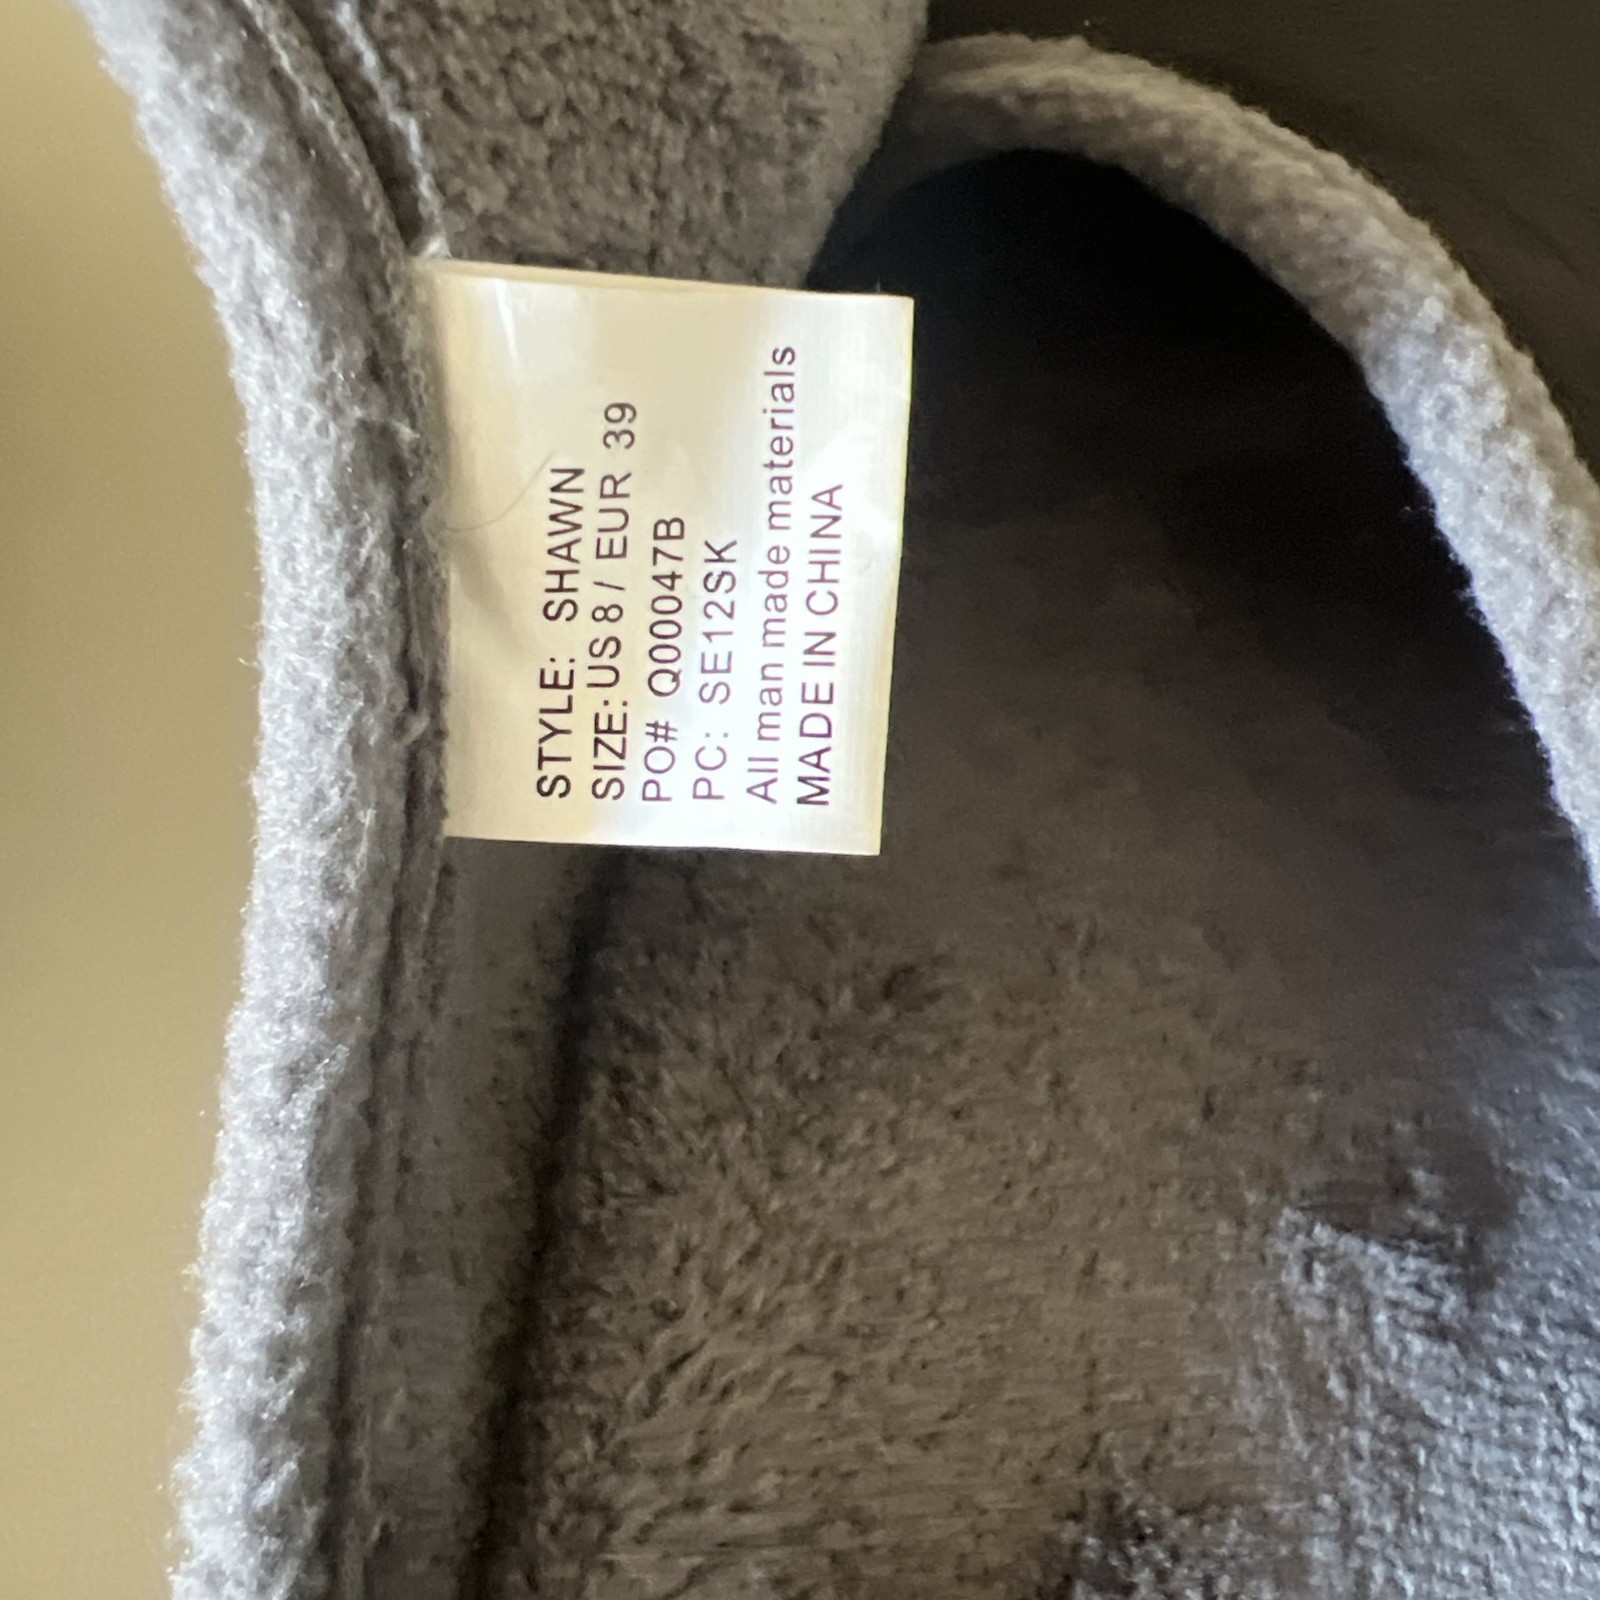 STYLE: SHAWN
SIZE: US 8 / EUR 39
PO# Q00047B
PC: SE12SK
All man made materials
MADE IN CHINA